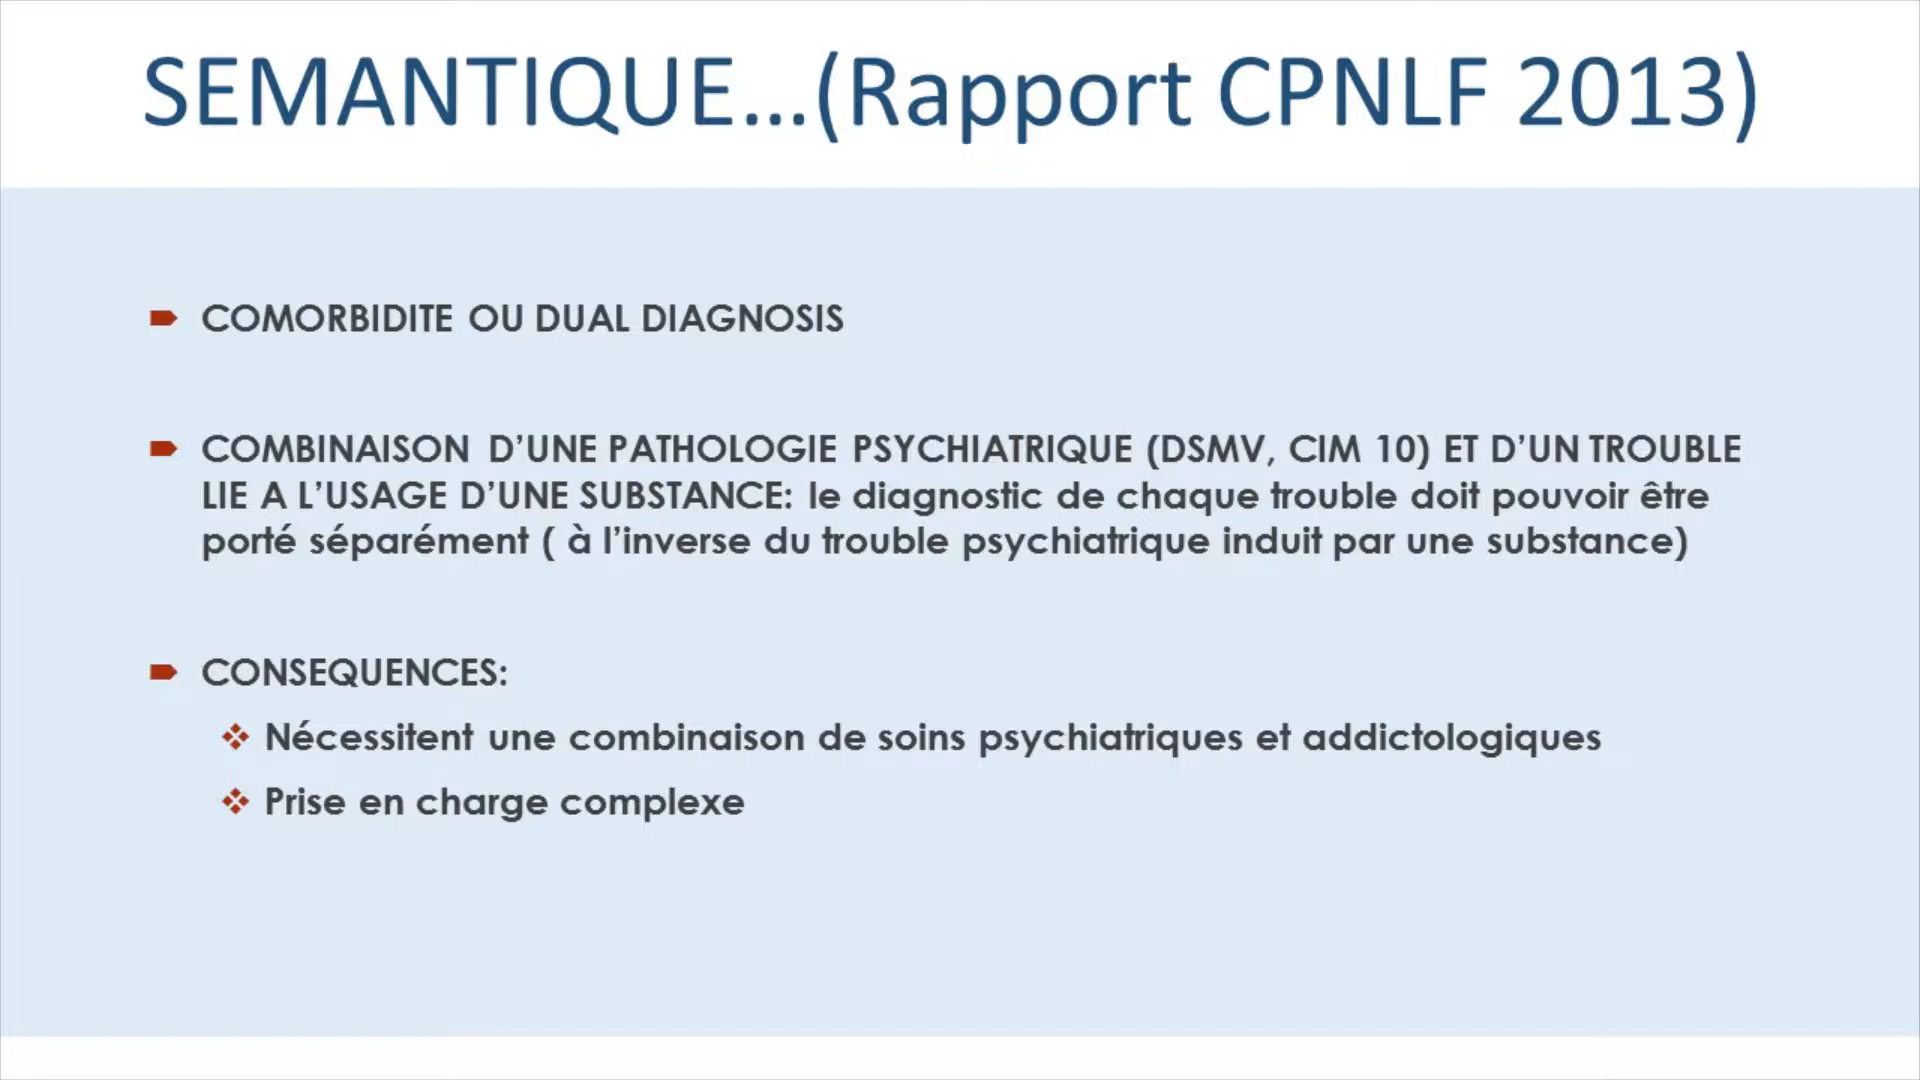 SEMANTIQUE...(Rapport CPNLF 2013)
COMORBIDITE OU DUAL DIAGNOSIS
COMBINAISON D’UNE PATHOLOGIE PSYCHIATRIQUE (DSMV, CIM 10) ET D’UN TROUBLE
LIE A L’USAGE D’UNE SUBSTANCE: le diagnostic de chaque trouble doit pouvoir être
porté séparément ( à l’inverse du trouble psychiatrique induit par une substance)
CONSEQUENCES:
Nécessitent une combinaison de soins psychiatriques et addictologiques
Prise en charge complexe